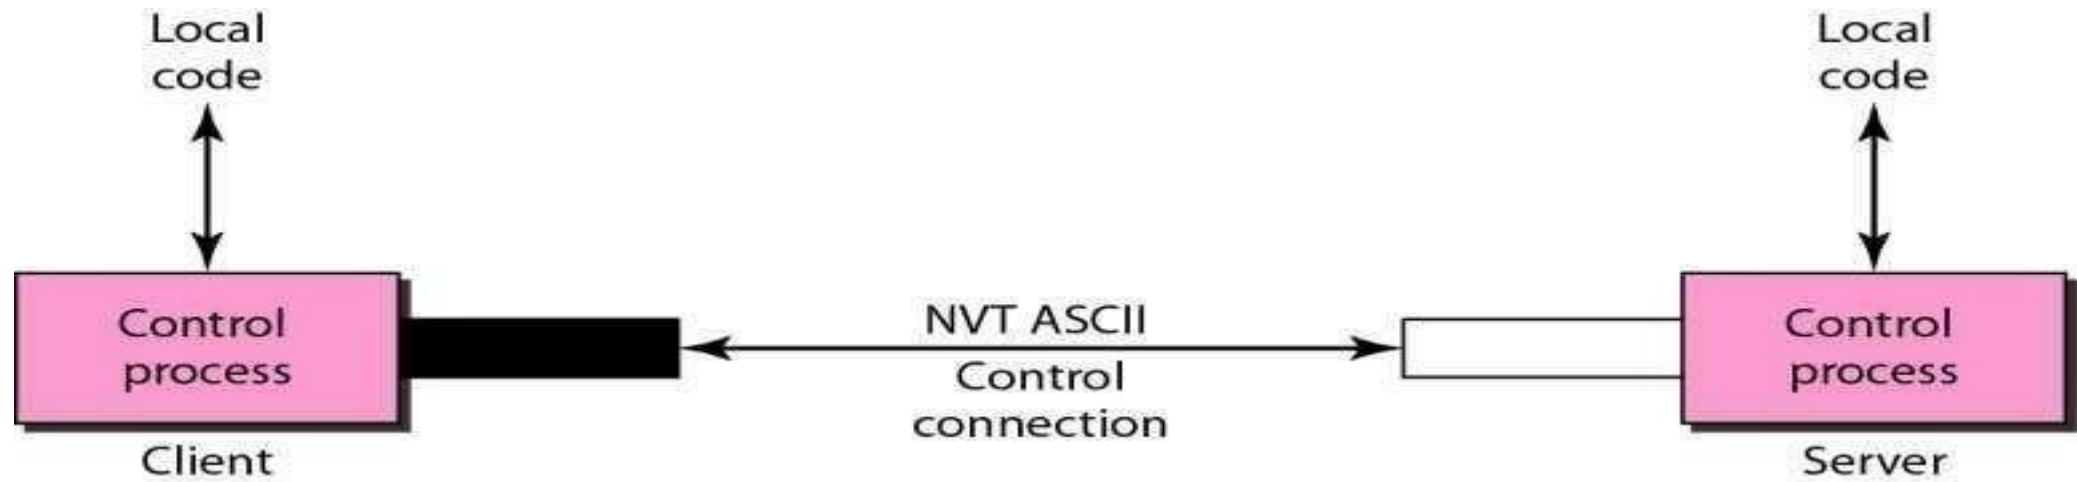 Local
code
Local
code
Control
process
NVT ASCII
Control
connection
Control
process
Client
Server